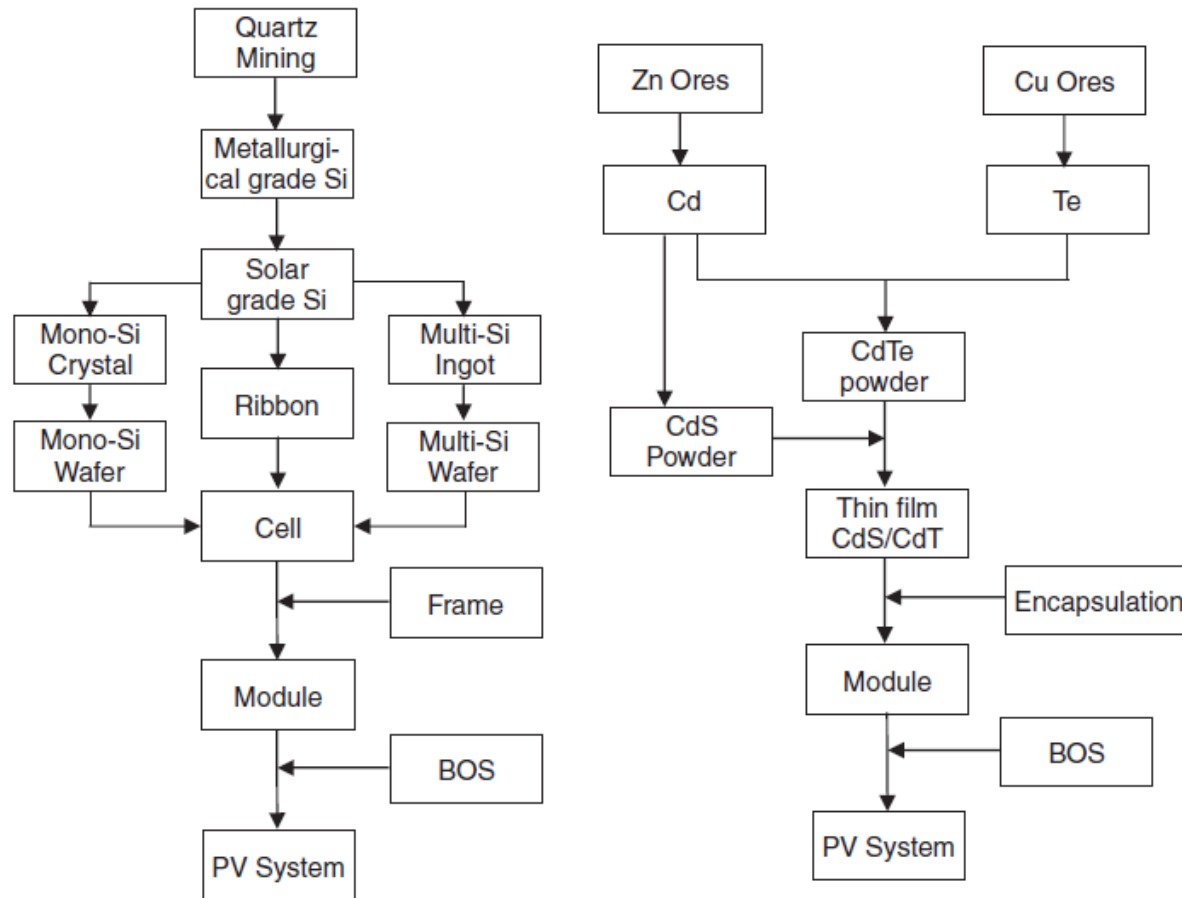 Quartz
Mining
Metallurgi-
cal grade Si
Solar
grade Si
Mono-Si
Crystal
Multi-Si
Ingot
Ribbon
Mono-Si
Wafer
Multi-Si
Wafer
Cell
Frame
Module
BOS
PV System
Zn Ores
Cu Ores
Cd
Te
CdTe
powder
CdS
Powder
Thin film
CdS/CdT
Encapsulation
Module
BOS
PV System